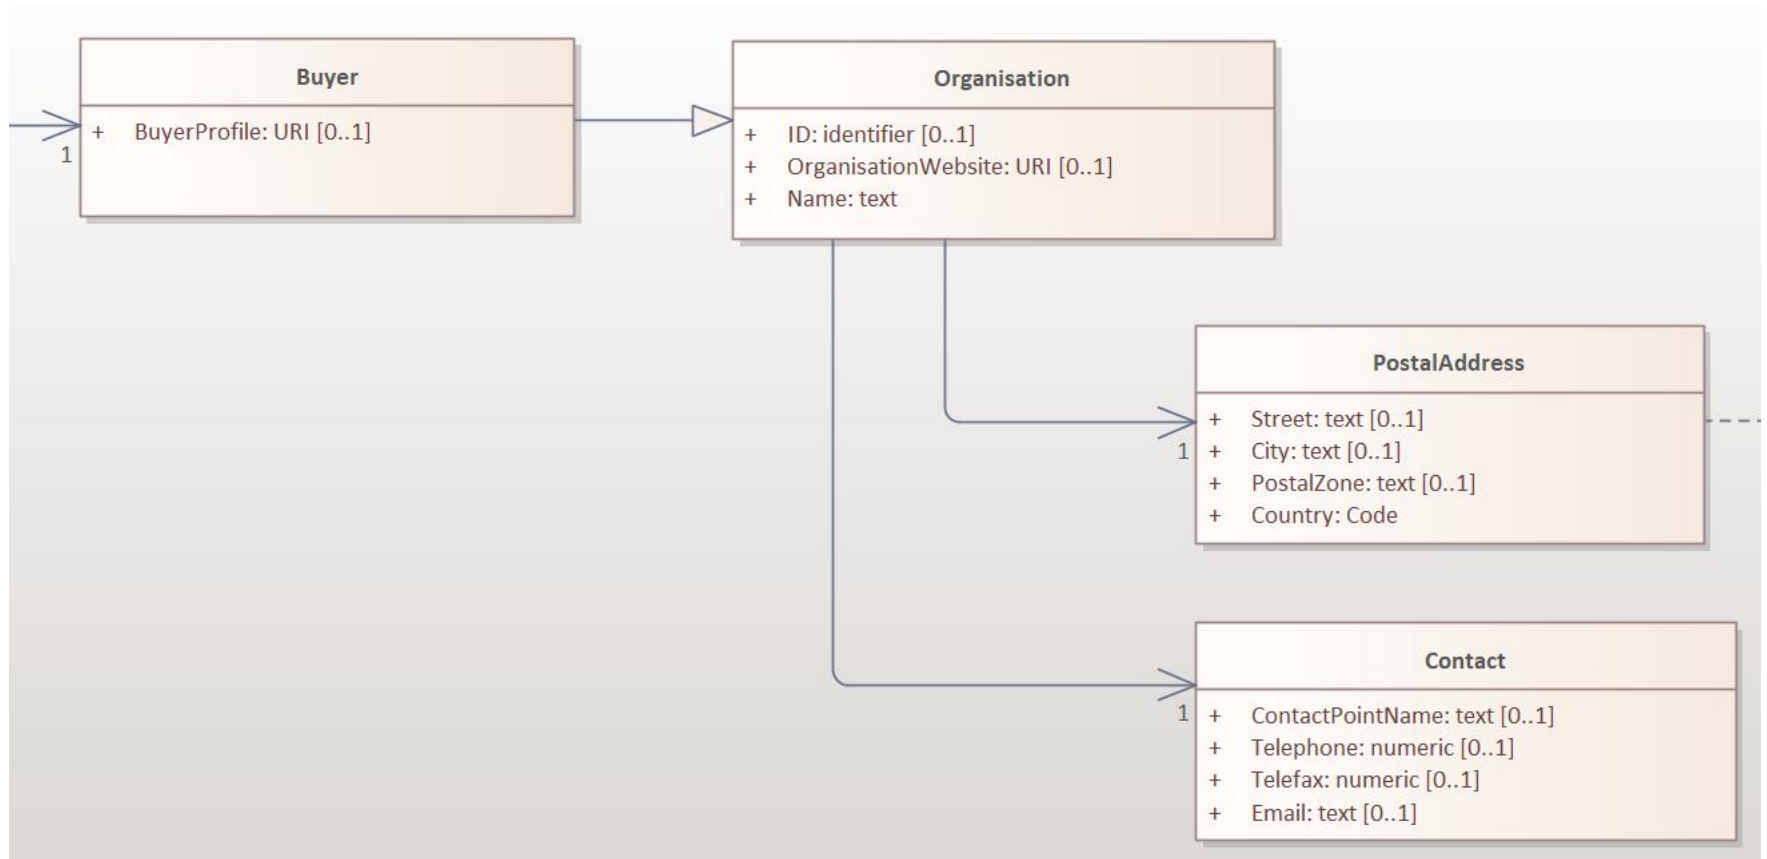 Buyer
+ BuyerProfile: URI [0..1]
1
Organisation
+ ID: identifier [0..1]
+ OrganisationWebsite: URI [0..1]
+ Name: text
PostalAddress
+ Street: text [0..1]
1
+ City: text [0..1]
+ PostalZone: text [0..1]
+ Country: Code
Contact
1
+ ContactPointName: text [0..1]
+ Telephone: numeric [0..1]
+ Telefax: numeric [0..1]
+ Email: text [0..1]